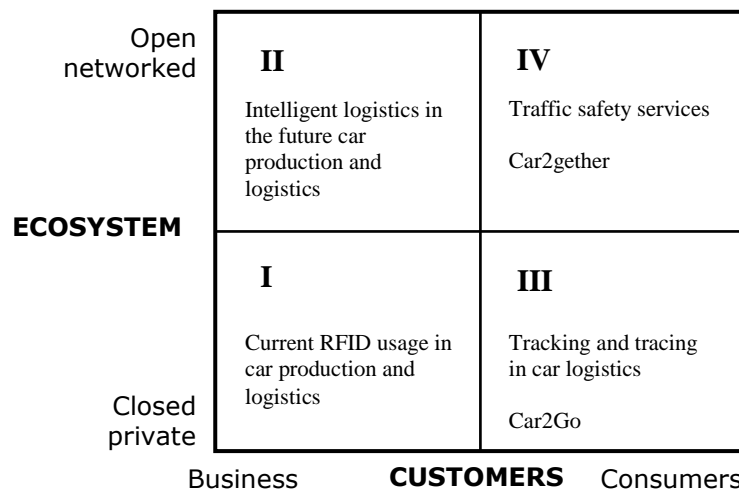 Open
networked
II
Intelligent logistics in
the future car
production and
logistics
IV
Traffic safety services
Car2gether
ECOSYSTEM
I
Current RFID usage in
car production and
logistics
III
Tracking and tracing
in car logistics
Car2Go
Closed
private
Business
CUSTOMERS
Consumers